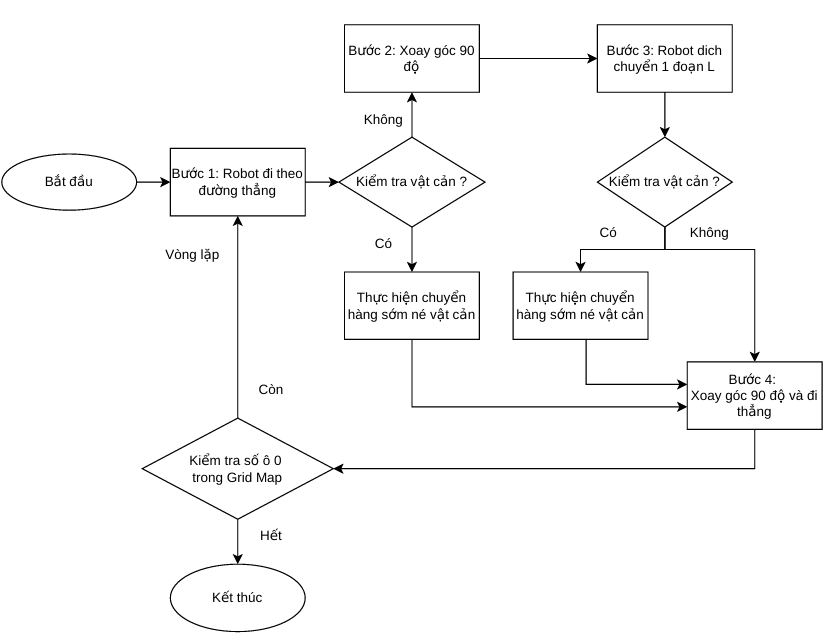 Bước 2: Xoay góc 90
độ
Bước 3: Robot dich
chuyển 1 đoạn L
Không
Bắt đầu
Bước 1: Robot đi theo
đường thẳng
Kiểm tra vật cản ?
Kiểm tra vật cản ?
Có
Có
Không
Vòng lặp
Thực hiện chuyển
hàng sớm né vật cản
Thực hiện chuyển
hàng sớm né vật cản
Bước 4:
Xoay góc 90 độ và đi
thẳng
Còn
Kiểm tra số ô 0
trong Grid Map
Hết
Kết thúc